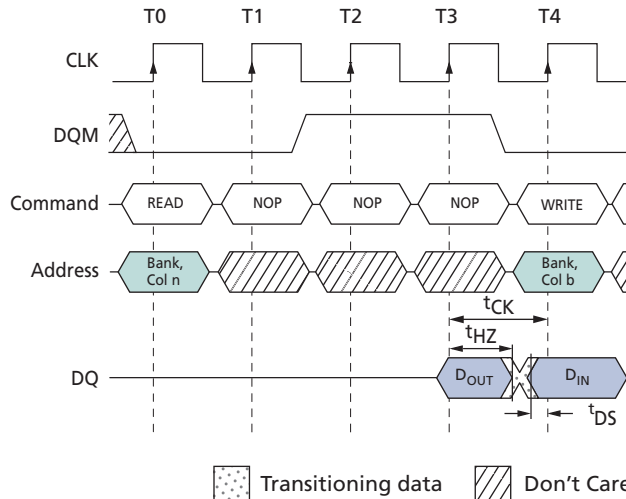 T0 T1 T2 T3 T4
CLK
DQM
Command READ NOP NOP NOP WRITE
Address Bank, Col n Bank, Col b
tCK
tHZ
DQ DOUT DIN
tDS
Transitioning data Don't Care